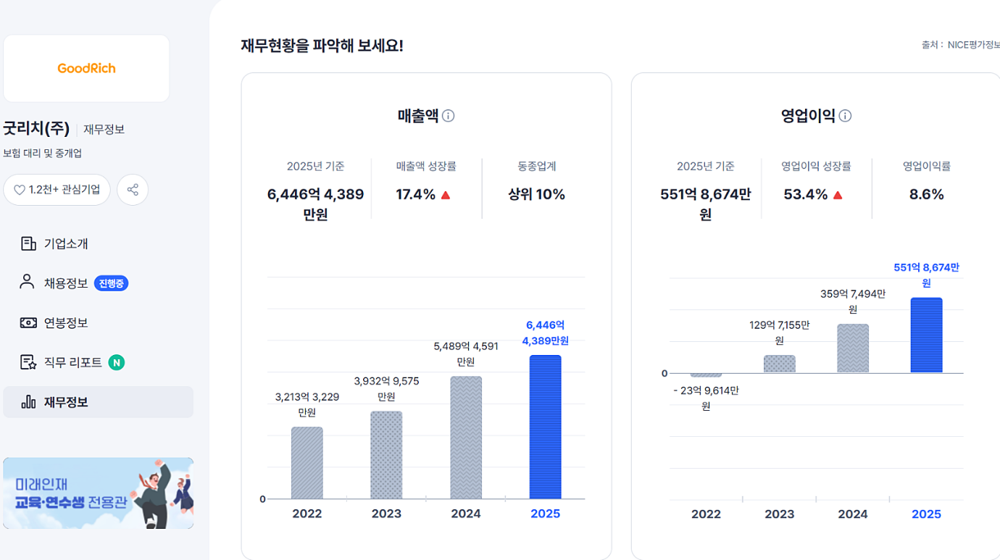 GoodRich
굿리치(주)
재무정보
보험 대리 및 중개업
1.2천+ 관심기업
기업소개
채용정보 진행중
연봉정보
직무 리포트 N
재무정보
미래인재
교육·연수생 전용관
재무현황을 파악해 보세요!
출처 : NICE평가정보
매출액
2025년 기준
6,446억 4,389
만원
매출액 성장률
17.4%
동종업계
상위 10%
3,213억 3,229
만원
3,932억 9,575
만원
5,489억 4,591
만원
6,446억
4,389만원
0
2022 2023 2024 2025
영업이익
2025년 기준
551억 8,674만
원
영업이익 성장률
53.4%
영업이익률
8.6%
- 23억 9,614만
원
129억 7,155만
원
359억 7,494만
원
551억 8,674만
원
0
2022 2023 2024 2025